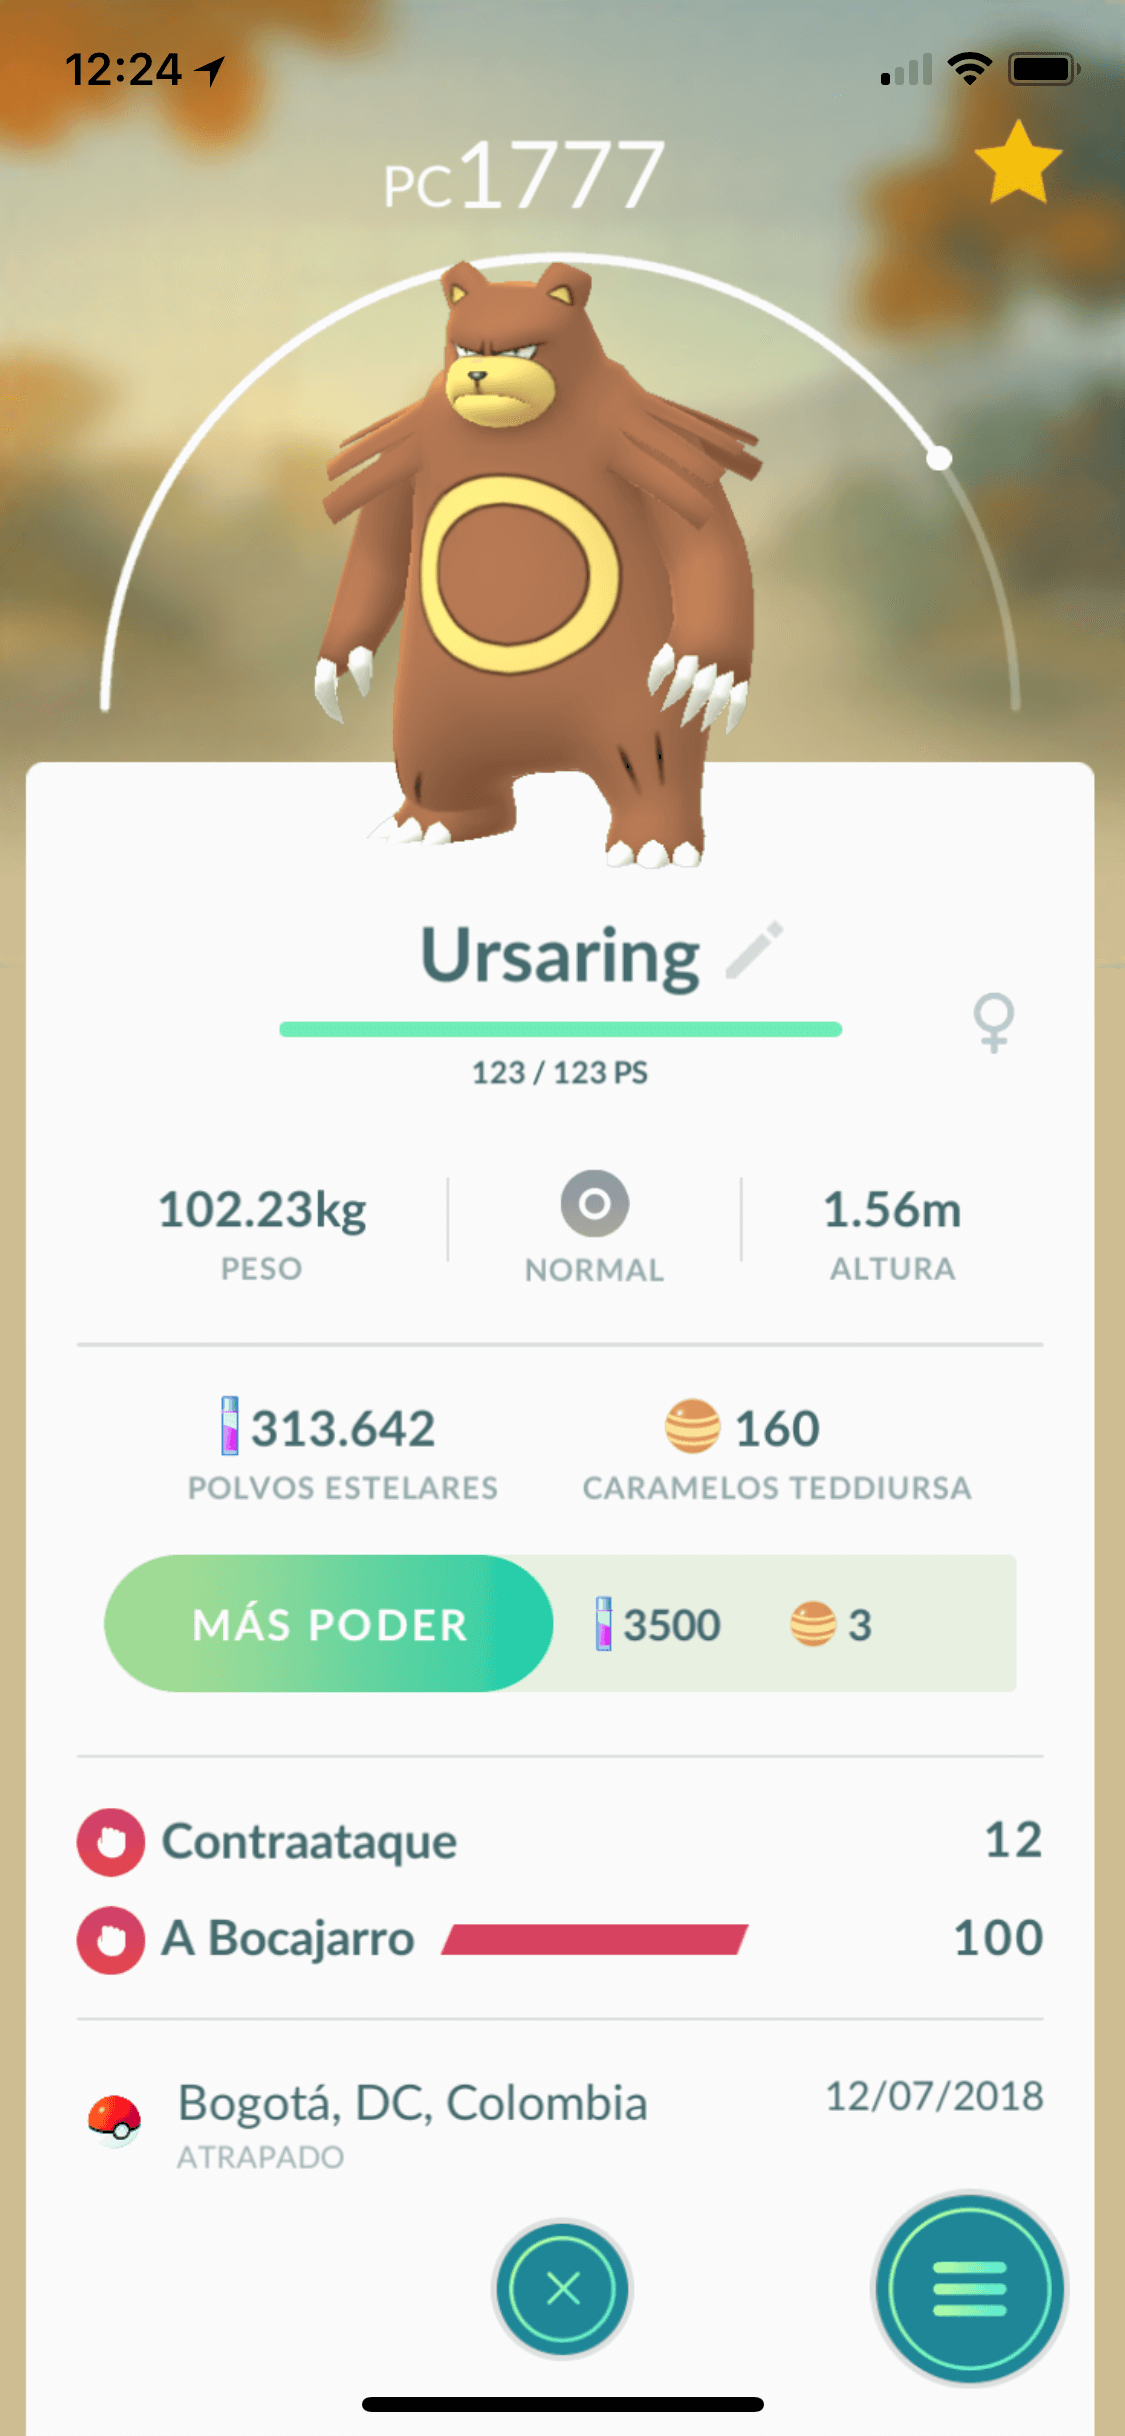 12:24
PC1777
Ursaring
123 / 123 PS
102.23kg
PESO
NORMAL
1.56m
ALTURA
313.642
POLVOS ESTELARES
160
CARAMELOS TEDDIURSA
MÁS PODER 3500 3
Contraataque 12
A Bocajarro 100
Bogotá, DC, Colombia 12/07/2018
ATRAPADO